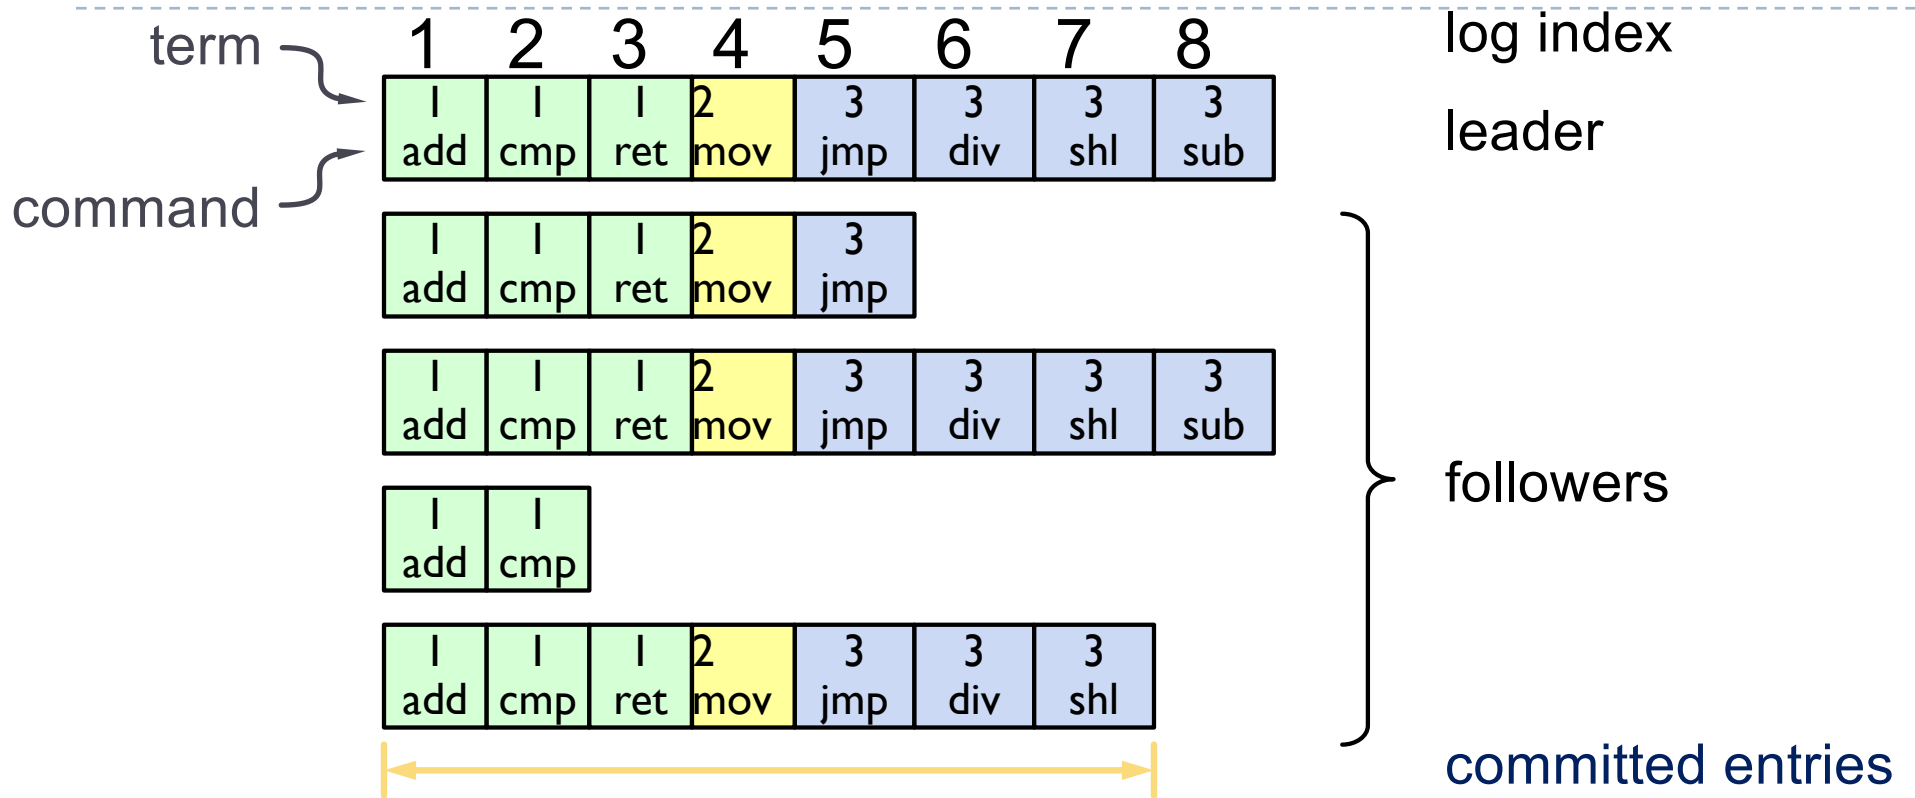 term
1 2 3 4 5 6 7 8
log index
1 1 1 2 3 3 3 3
add cmp ret mov jmp div shl sub
leader
command
1 1 1 2 3
add cmp ret mov jmp
1 1 1 2 3 3 3 3
add cmp ret mov jmp div shl sub
followers
1 1
add cmp
1 1 1 2 3 3 3
add cmp ret mov jmp div shl
committed entries